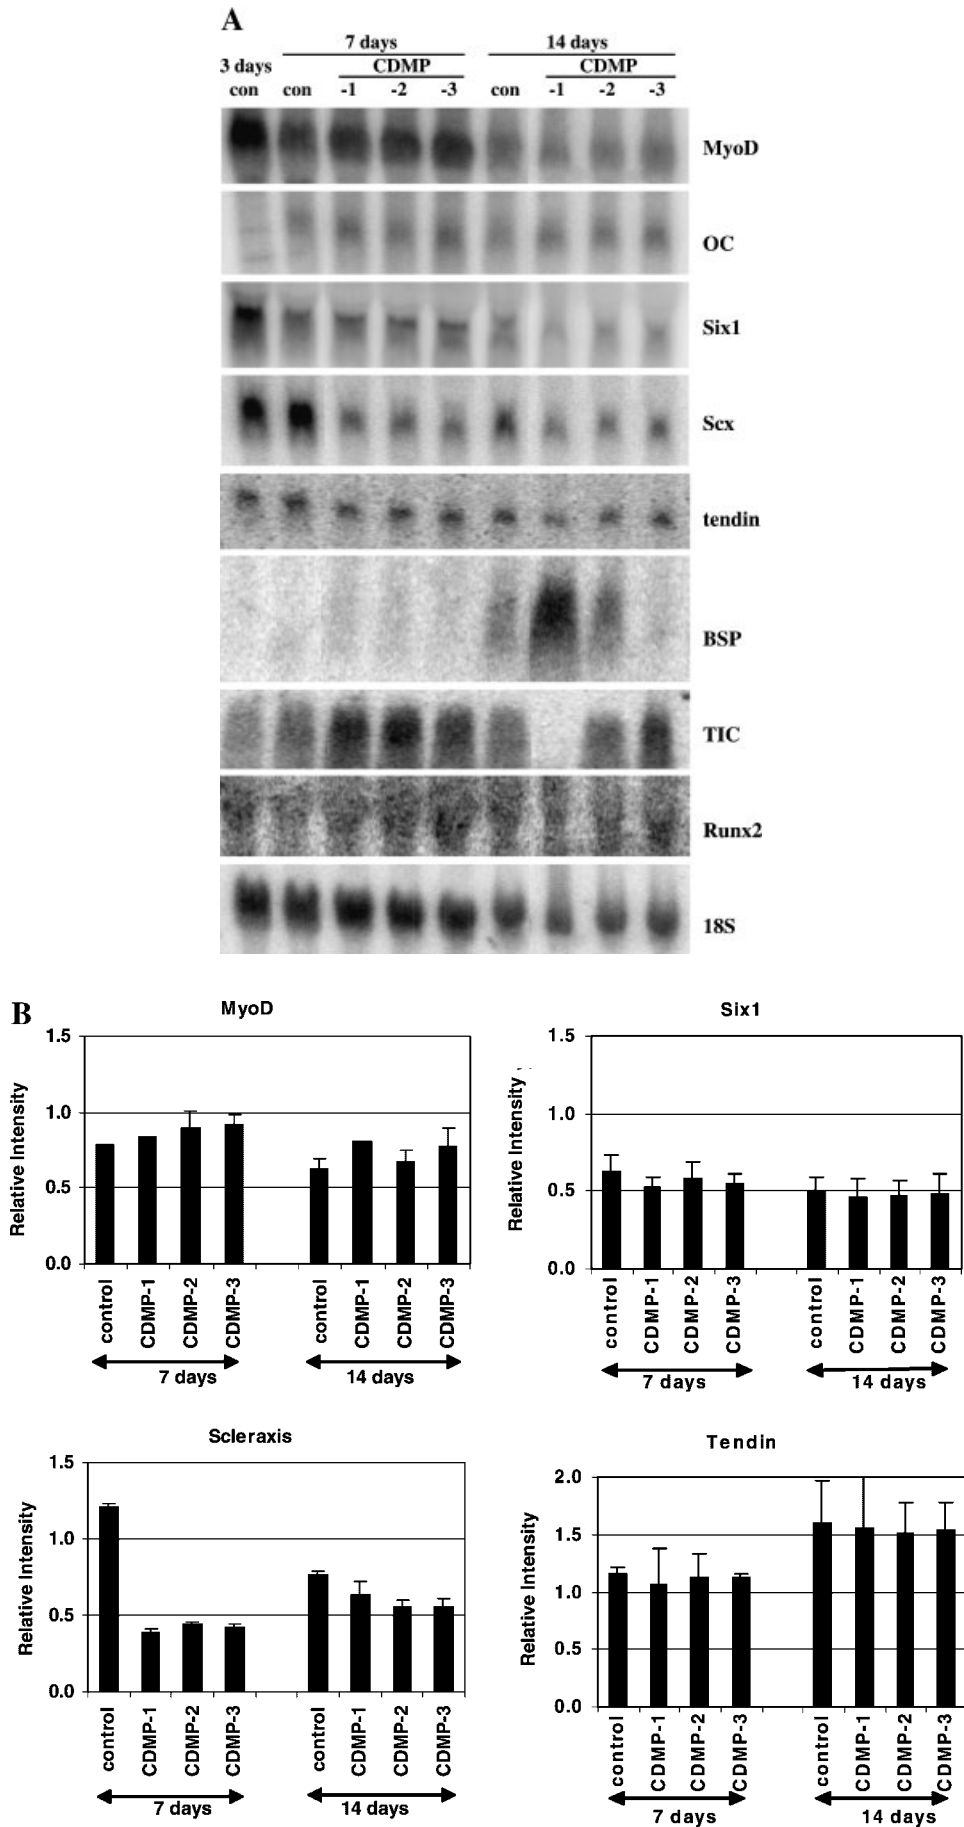 A
7 days 14 days
3 days CDMP CDMP
con con -1 -2 -3 con -1 -2 -3
MyoD
OC
Six1
Scx
tendin
BSP
TIC
Runx2
18S
B
MyoD
Relative Intensity
1.5
1.0
0.5
0.0
control CDMP-1 CDMP-2 CDMP-3 control CDMP-1 CDMP-2 CDMP-3
7 days 14 days
Six1
Relative Intensity
1.5
1.0
0.5
0.0
control CDMP-1 CDMP-2 CDMP-3 control CDMP-1 CDMP-2 CDMP-3
7 days 14 days
Scleraxis
Relative Intensity
1.5
1.0
0.5
0.0
control CDMP-1 CDMP-2 CDMP-3 control CDMP-1 CDMP-2 CDMP-3
7 days 14 days
Tendin
Relative Intensity
2.0
1.5
1.0
0.5
0.0
control CDMP-1 CDMP-2 CDMP-3 control CDMP-1 CDMP-2 CDMP-3
7 days 14 days